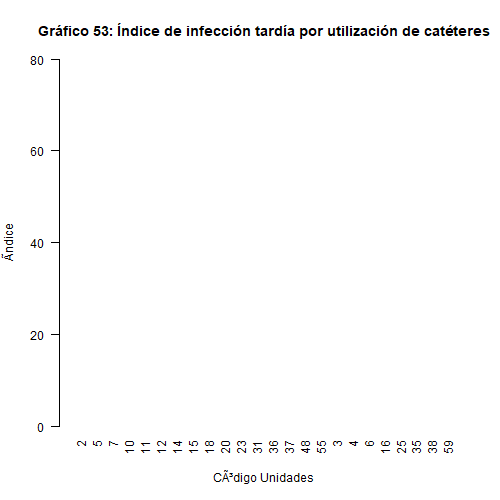 Gráfico 53: Índice de infección tardía por utilización de catéteres
80
60
40
20
0
Ãndice
2 5 7 10 11 12 14 15 18 20 23 31 36 37 48 55 3 4 6 16 25 35 38 59
CÃ³digo Unidades